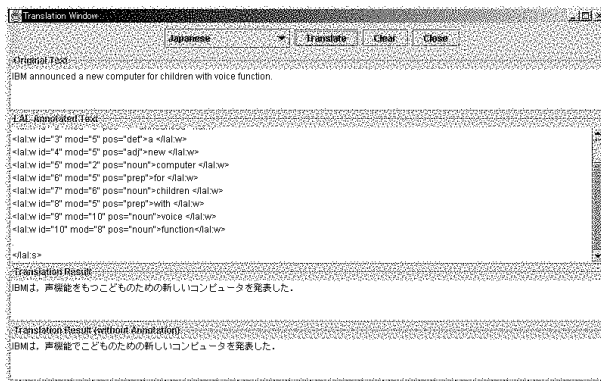 Translation Window
Japanese Translate Clear Close
Original Text
IBM announced a new computer for children with voice function.
LAL Annotated Text
<lal:w id="3" mod="5" pos="def">a </lal:w>
<lal:w id="4" mod="5" pos="adj">new </lal:w>
<lal:w id="5" mod="2" pos="noun">computer </lal:w>
<lal:w id="6" mod="5" pos="prep">for </lal:w>
<lal:w id="7" mod="6" pos="noun">children </lal:w>
<lal:w id="8" mod="5" pos="prep">with </lal:w>
<lal:w id="9" mod="10" pos="noun">voice </lal:w>
<lal:w id="10" mod="8" pos="noun">function</lal:w>
</lal:s>
Translation Result
IBMは，声機能をもつこどものための新しいコンピュータを発表した．
Translation Result (without Annotation)
IBMは，声機能でこどものための新しいコンピュータを発表した．